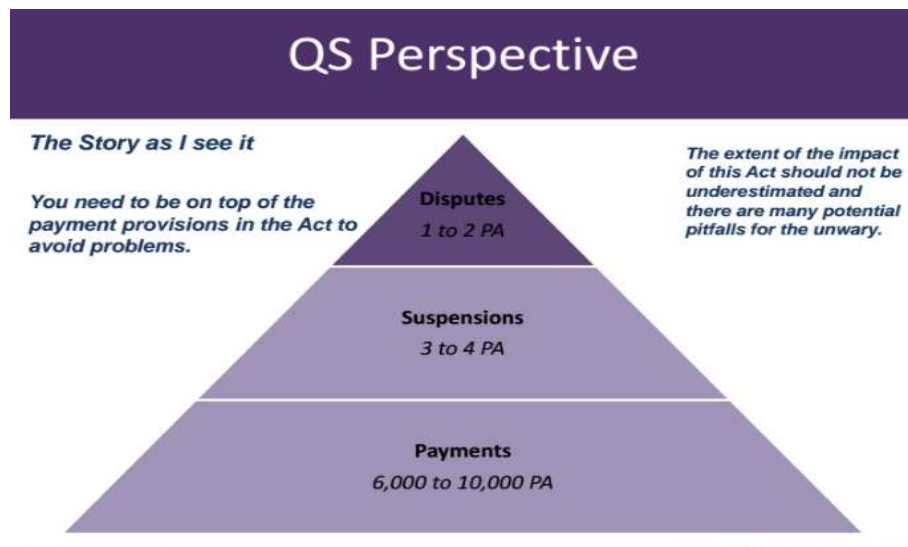 QS Perspective
The Story as I see it
You need to be on top of the
payment provisions in the Act to
avoid problems.
The extent of the impact
of this Act should not be
underestimated and
there are many potential
pitfalls for the unwary.
Disputes
1 to 2 PA
Suspensions
3 to 4 PA
Payments
6,000 to 10,000 PA